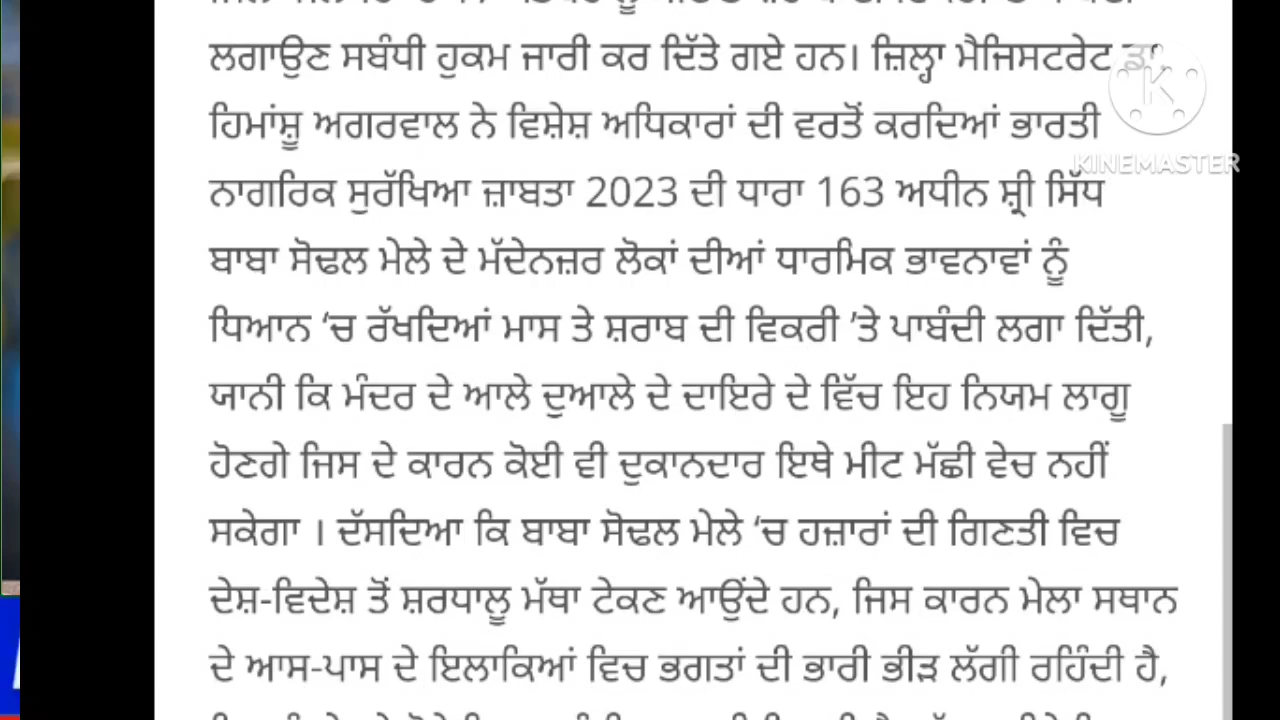 ਲਗਾਉਣ ਸਬੰਧੀ ਹੁਕਮ ਜਾਰੀ ਕਰ ਦਿੱਤੇ ਗਏ ਹਨ। ਜ਼ਿਲ੍ਹਾ ਮੈਜਿਸਟਰੇਟ
ਹਿਮਾਂਸ਼ੂ ਅਗਰਵਾਲ ਨੇ ਵਿਸ਼ੇਸ਼ ਅਧਿਕਾਰਾਂ ਦੀ ਵਰਤੋਂ ਕਰਦਿਆਂ ਭਾਰਤੀ
KINEMASTER
ਨਾਗਰਿਕ ਸੁਰੱਖਿਆ ਜ਼ਾਬਤਾ 2023 ਦੀ ਧਾਰਾ 163 ਅਧੀਨ ਸ਼੍ਰੀ ਸਿੱਧ
ਬਾਬਾ ਸੋਢਲ ਮੇਲੇ ਦੇ ਮੱਦੇਨਜ਼ਰ ਲੋਕਾਂ ਦੀਆਂ ਧਾਰਮਿਕ ਭਾਵਨਾਵਾਂ ਨੂੰ
ਧਿਆਨ ‘ਚ ਰੱਖਦਿਆਂ ਮਾਸ ਤੇ ਸ਼ਰਾਬ ਦੀ ਵਿਕਰੀ ’ਤੇ ਪਾਬੰਦੀ ਲਗਾ ਦਿੱਤੀ,
ਯਾਨੀ ਕਿ ਮੰਦਰ ਦੇ ਆਲੇ ਦੁਆਲੇ ਦੇ ਦਾਇਰੇ ਦੇ ਵਿੱਚ ਇਹ ਨਿਯਮ ਲਾਗੂ
ਹੋਣਗੇ ਜਿਸ ਦੇ ਕਾਰਨ ਕੋਈ ਵੀ ਦੁਕਾਨਦਾਰ ਇਥੇ ਮੀਟ ਮੱਛੀ ਵੇਚ ਨਹੀਂ
ਸਕੇਗਾ । ਦੱਸਦਿਆ ਕਿ ਬਾਬਾ ਸੋਢਲ ਮੇਲੇ ‘ਚ ਹਜ਼ਾਰਾਂ ਦੀ ਗਿਣਤੀ ਵਿਚ
ਦੇਸ਼-ਵਿਦੇਸ਼ ਤੋਂ ਸ਼ਰਧਾਲੂ ਮੱਥਾ ਟੇਕਣ ਆਉਂਦੇ ਹਨ, ਜਿਸ ਕਾਰਨ ਮੇਲਾ ਸਥਾਨ
ਦੇ ਆਸ-ਪਾਸ ਦੇ ਇਲਾਕਿਆਂ ਵਿਚ ਭਗਤਾਂ ਦੀ ਭਾਰੀ ਭੀੜ ਲੱਗੀ ਰਹਿੰਦੀ ਹੈ,